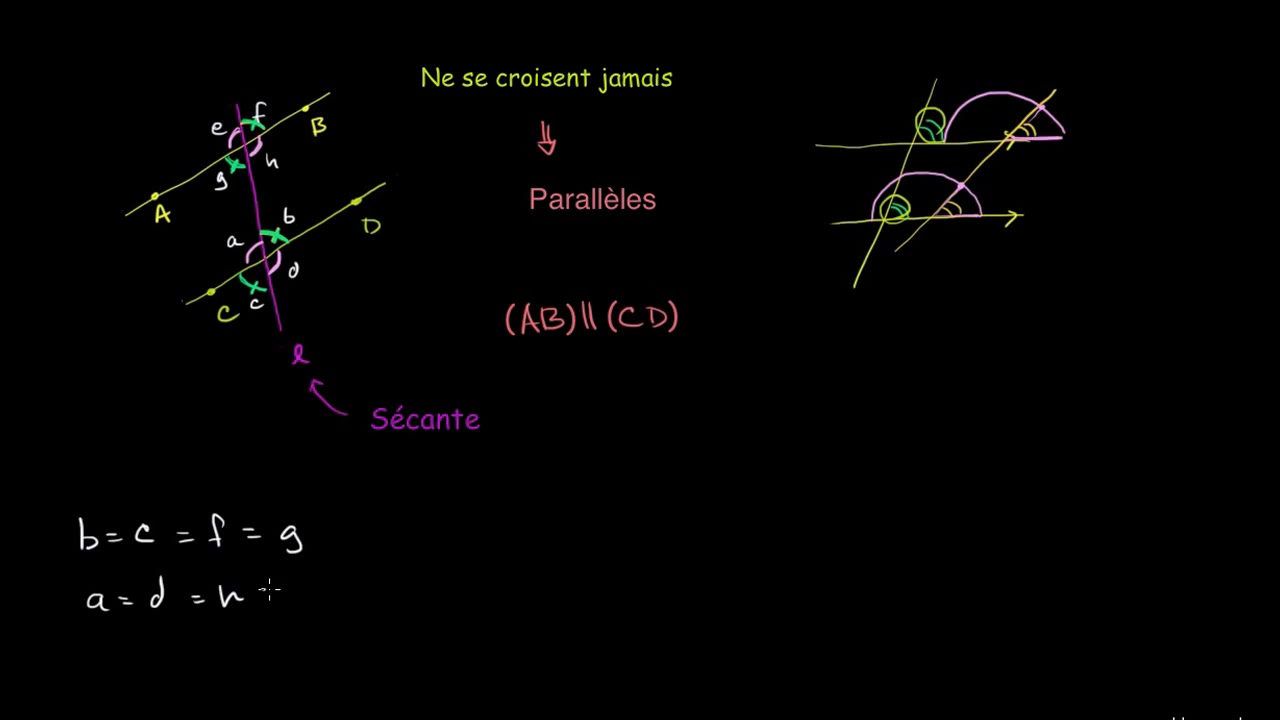 Ne se croisent jamais
⇓
Parallèles
(AB) || (CD)
e
f
B
g
h
A
a
b
D
d
C
c
l
Sécante
b = c = f = g
a = d = h